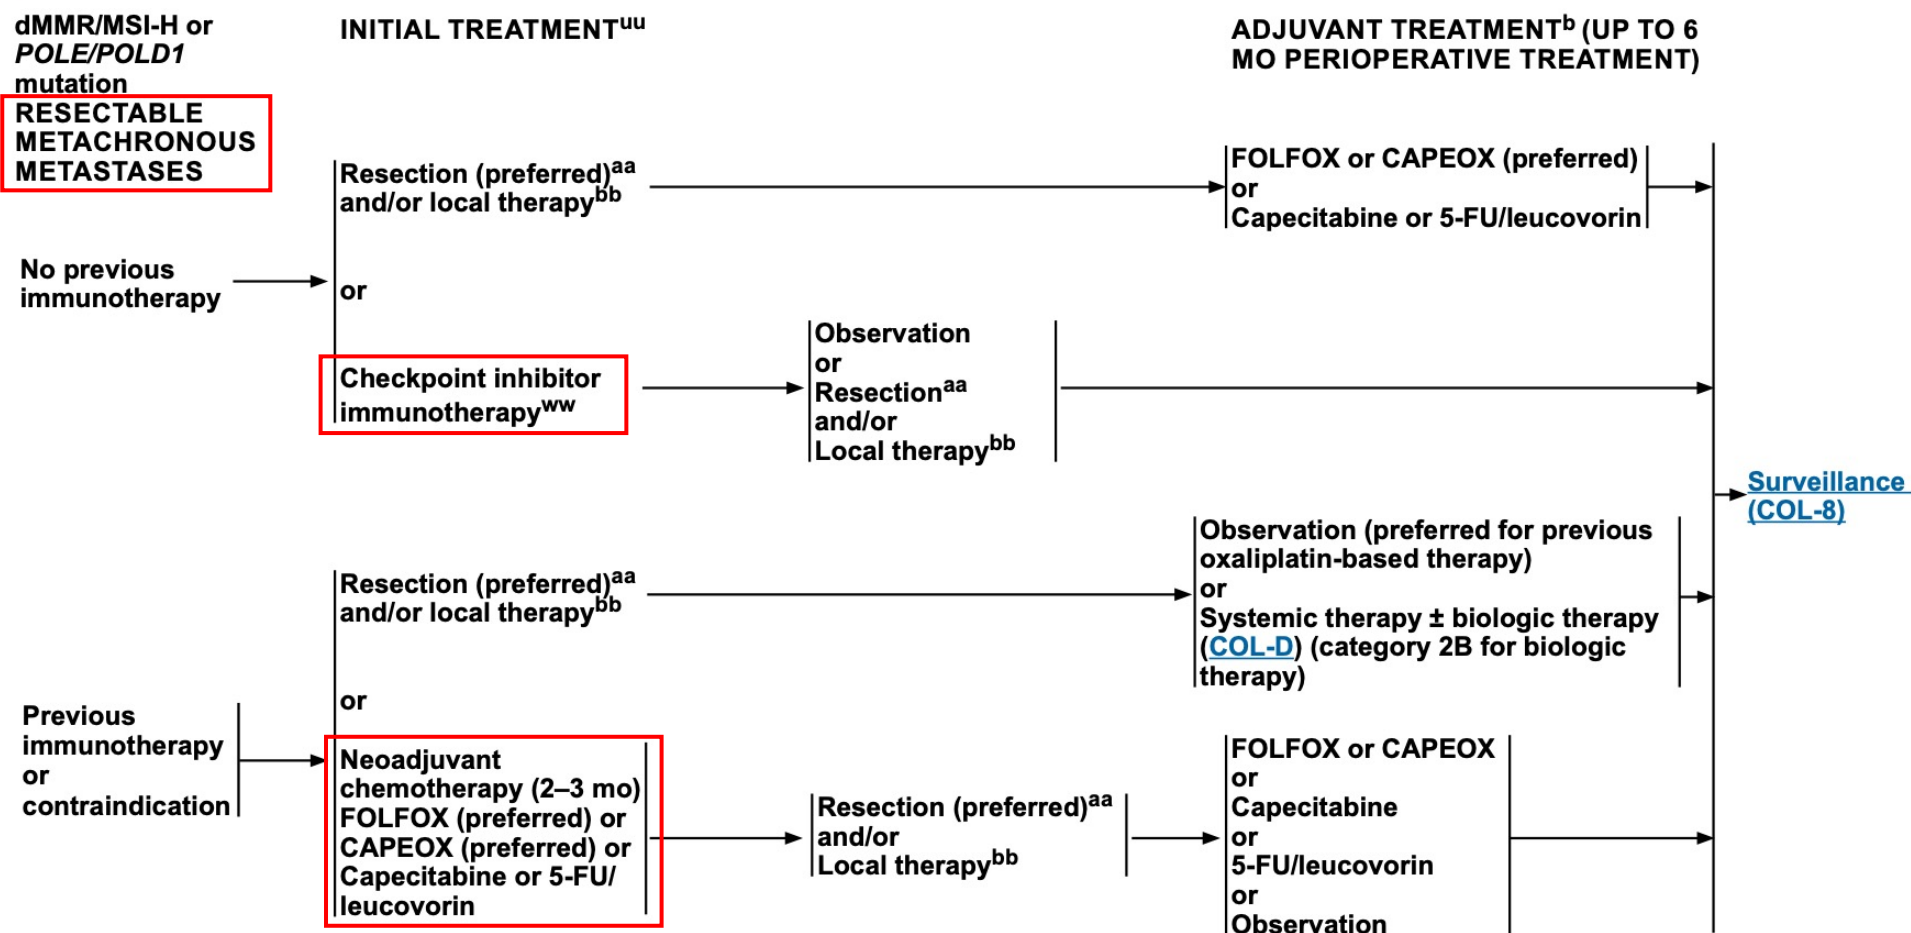 dMMR/MSI-H or
POLE/POLD1
mutation
RESECTABLE
METACHRONOUS
METASTASES
INITIAL TREATMENTuu
ADJUVANT TREATMENTb (UP TO 6
MO PERIOPERATIVE TREATMENT)
No previous
immunotherapy
Resection (preferred)aa
and/or local therapybb
or
Checkpoint inhibitor
immunotherapyww
FOLFOX or CAPEOX (preferred)
or
Capecitabine or 5-FU/leucovorin
Observation
or
Resectionaa
and/or
Local therapybb
Surveillance
(COL-8)
Previous
immunotherapy
or
contraindication
Resection (preferred)aa
and/or local therapybb
or
Neoadjuvant
chemotherapy (2–3 mo)
FOLFOX (preferred) or
CAPEOX (preferred) or
Capecitabine or 5-FU/
leucovorin
Observation (preferred for previous
oxaliplatin-based therapy)
or
Systemic therapy ± biologic therapy
(COL-D) (category 2B for biologic
therapy)
Resection (preferred)aa
and/or
Local therapybb
FOLFOX or CAPEOX
or
Capecitabine
or
5-FU/leucovorin
or
Observation